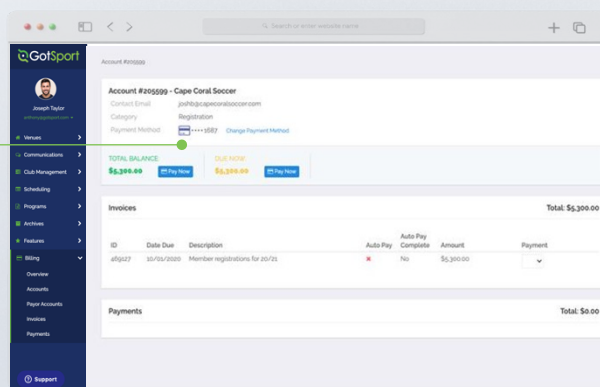 Search or enter website name
GotSport
Account #205599
Joseph Taylor
Account #205599 - Cape Coral Soccer
Contact Email joshb@capecoralsoccer.com
Category Registration
Payment Method •••• 1687 Change Payment Method
Venues
Communications
Club Management
Scheduling
Programs
Archives
Features
Billing
Overview
Accounts
Payor Accounts
Invoices
Payments
Support
TOTAL BALANCE DUE NOW
$5,300.00 Pay Now $5,300.00 Pay Now
Invoices Total: $5,300.00
ID Date Due Description Auto Pay Auto Pay Complete Amount Payment
469127 10/01/2020 Member registrations for 20/21 No $5,300.00
Payments Total: $0.00